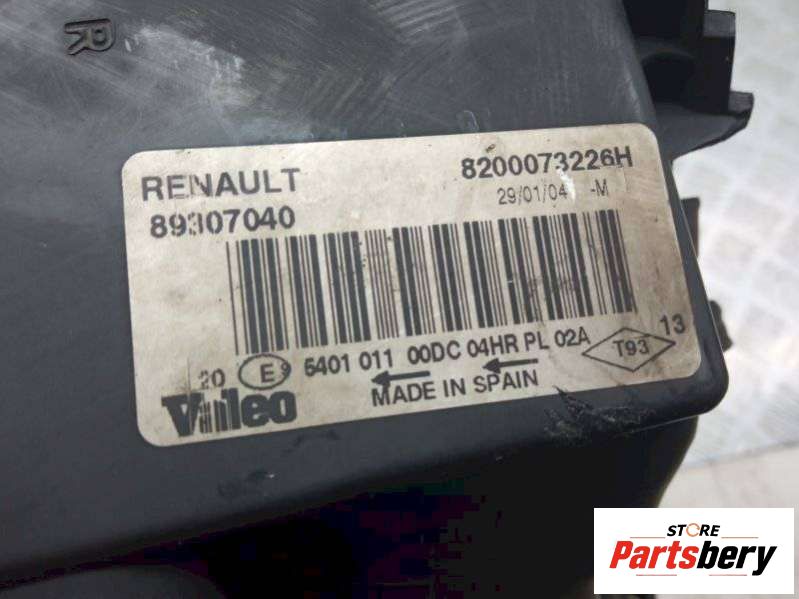 R
RENAULT 8200073226H
89307040 29/01/04 -M
20 E9 5401 011 00DC 04HR PL 02A T93 13
MADE IN SPAIN
Valeo
STORE
Partsbery